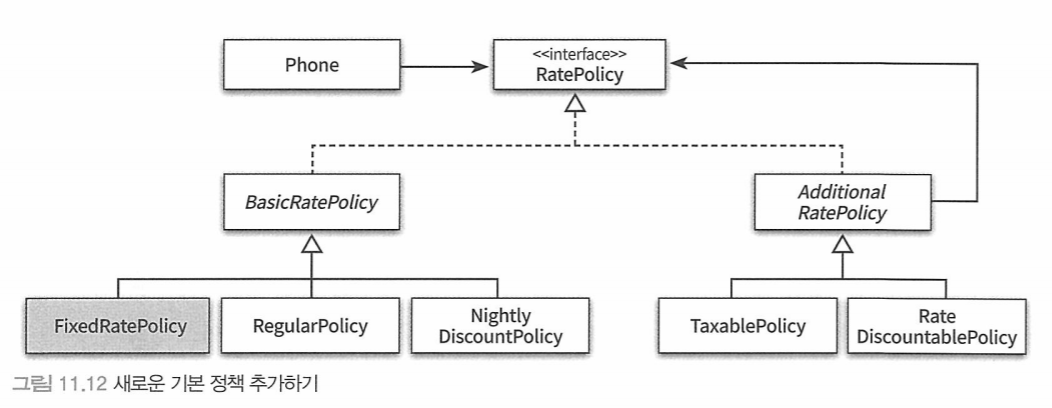 Phone
<<interface>>
RatePolicy
BasicRatePolicy
Additional
RatePolicy
FixedRatePolicy
RegularPolicy
Nightly
DiscountPolicy
TaxablePolicy
Rate
DiscountablePolicy
그림 11.12 새로운 기본 정책 추가하기